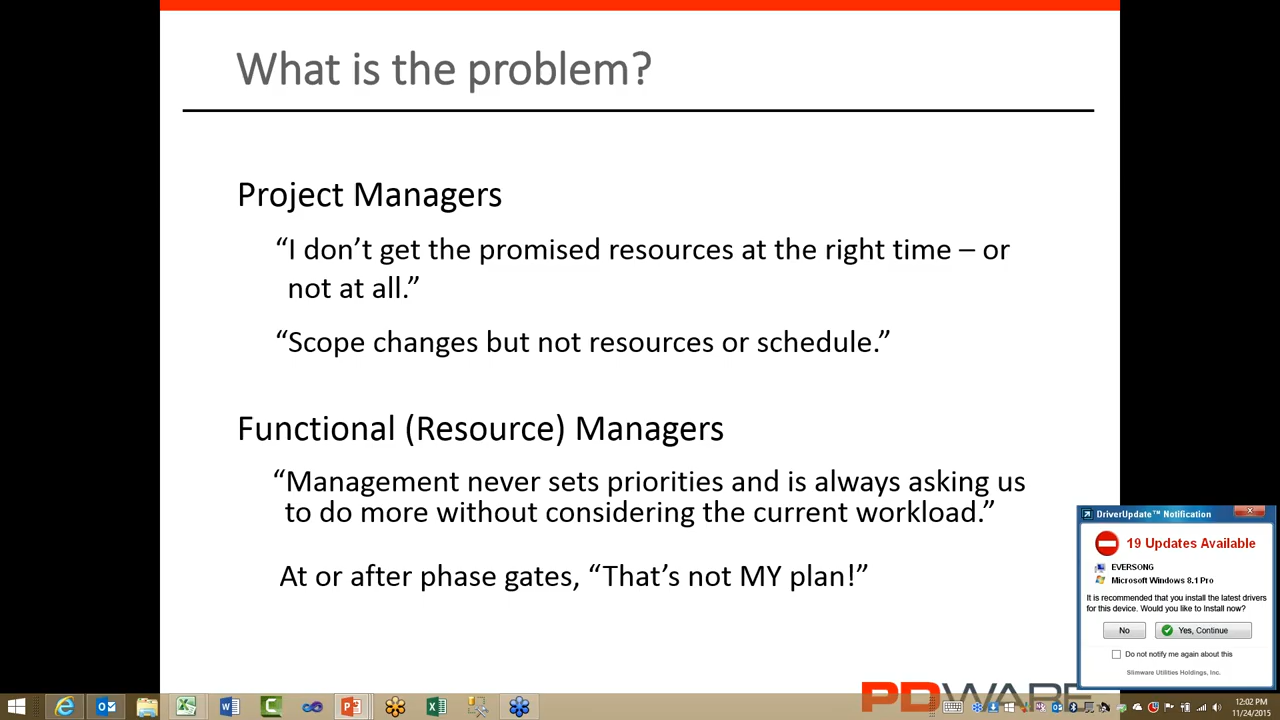 What is the problem?
Project Managers
“I don’t get the promised resources at the right time – or
not at all.”
“Scope changes but not resources or schedule.”
Functional (Resource) Managers
“Management never sets priorities and is always asking us
to do more without considering the current workload.”
At or after phase gates, “That’s not MY plan!”
PDWARE
DriverUpdate™ Notification
19 Updates Available
EVERSONG
Microsoft Windows 8.1 Pro
It is recommended that you install the latest drivers
for this device. Would you like to Install now?
No
Yes, Continue
Do not notify me again about this
Slimware Utilities Holdings, Inc.
12:02 PM
11/24/2015